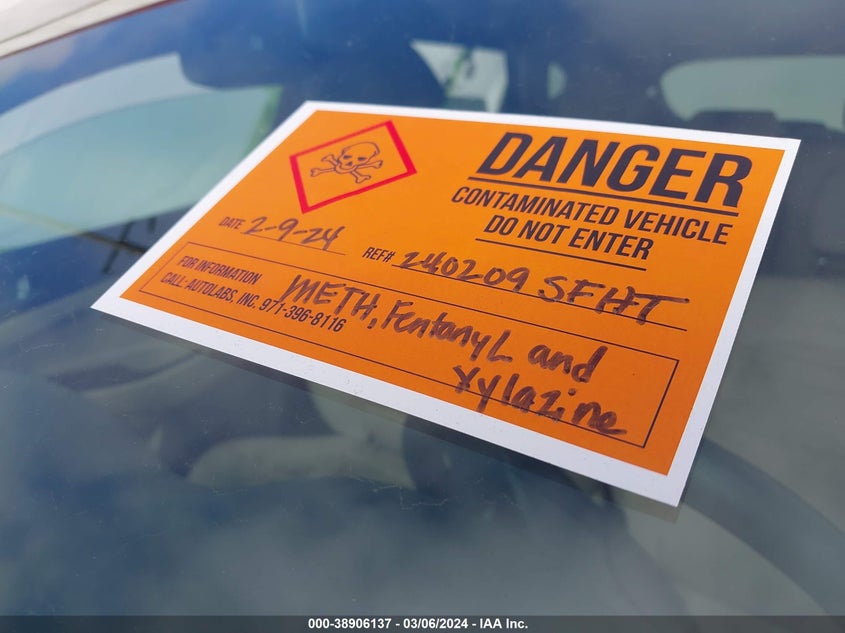 DANGER
CONTAMINATED VEHICLE
DO NOT ENTER
DATE 2-9-24 REF# 240209 SFHT
FOR INFORMATION
CALL: AUTOLABS, INC. 971-396-8116
METH, Fentanyl and
Xylazine
000-38906137 - 03/06/2024 - IAA Inc.